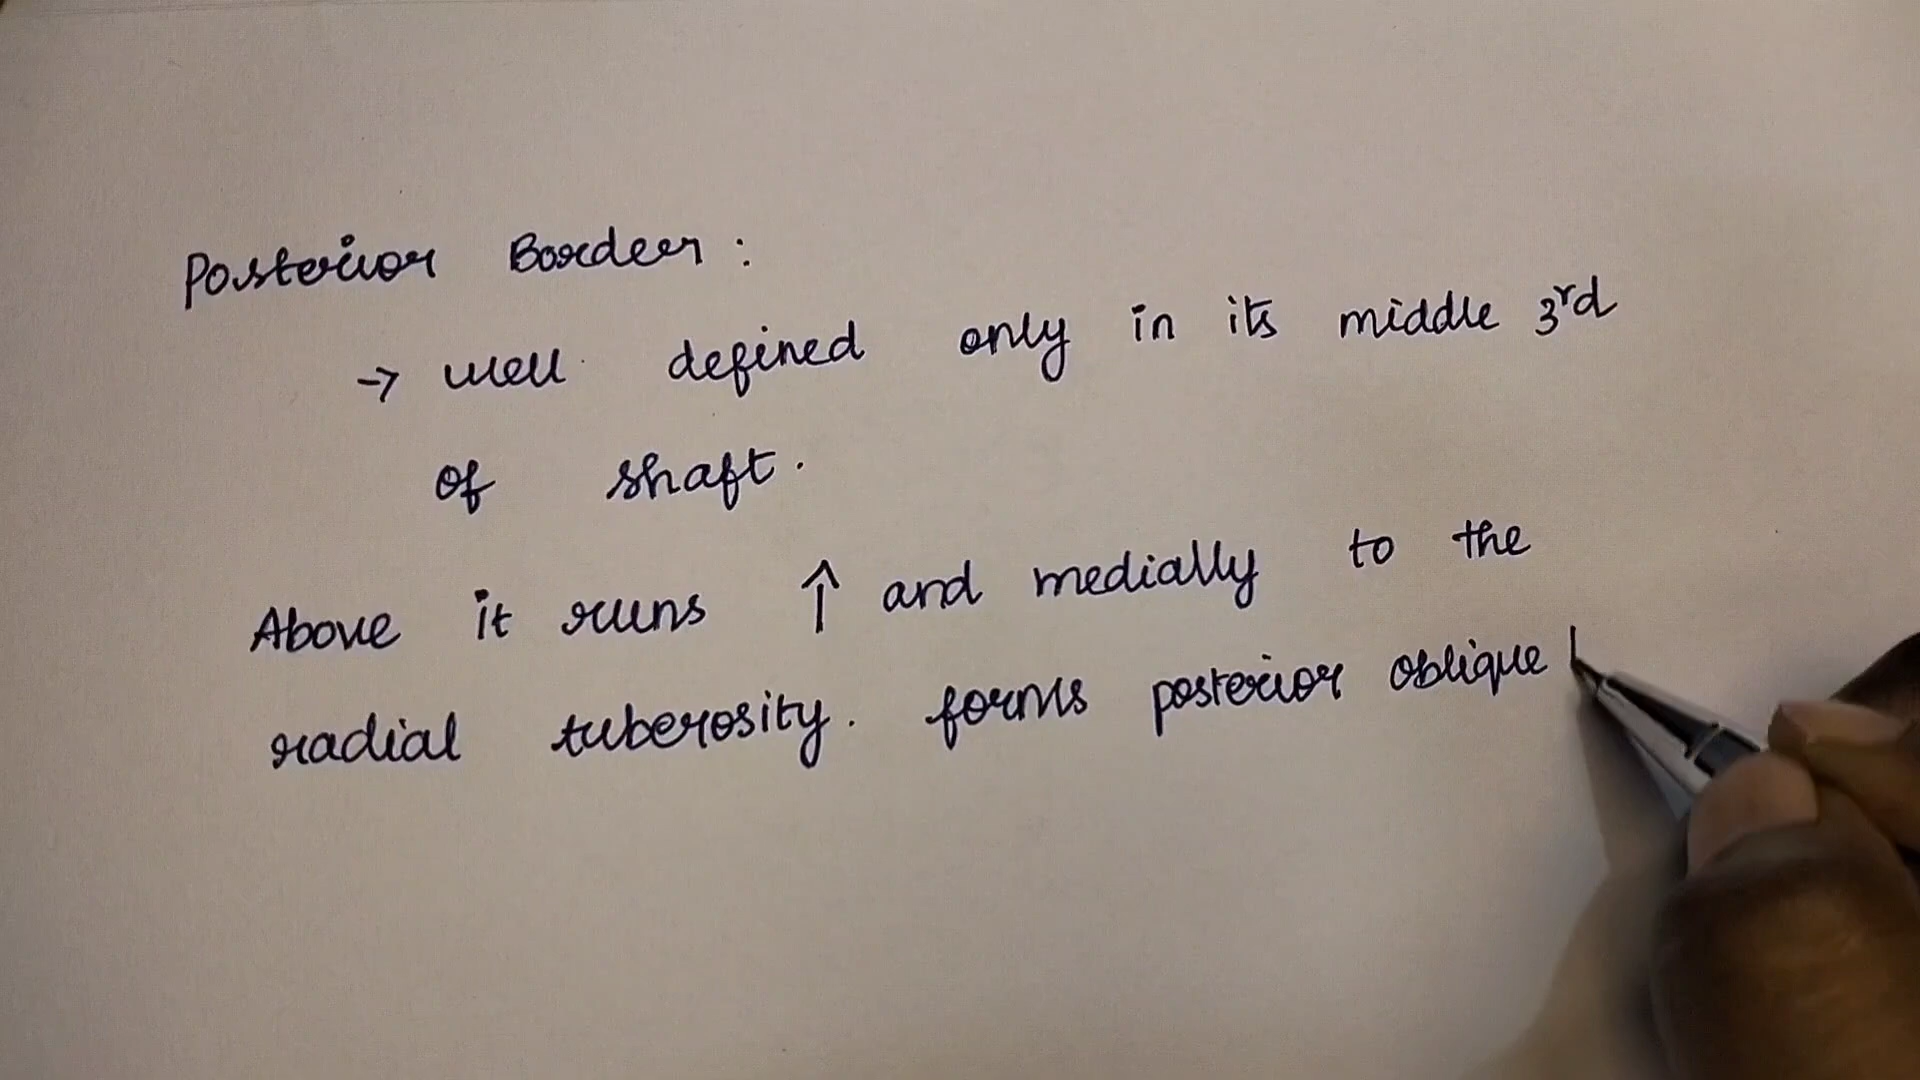 Posterior Border :
→ well defined only in its middle 3rd
of shaft.
Above it runs ↑ and medially to the
radial tuberosity. forms posterior oblique l